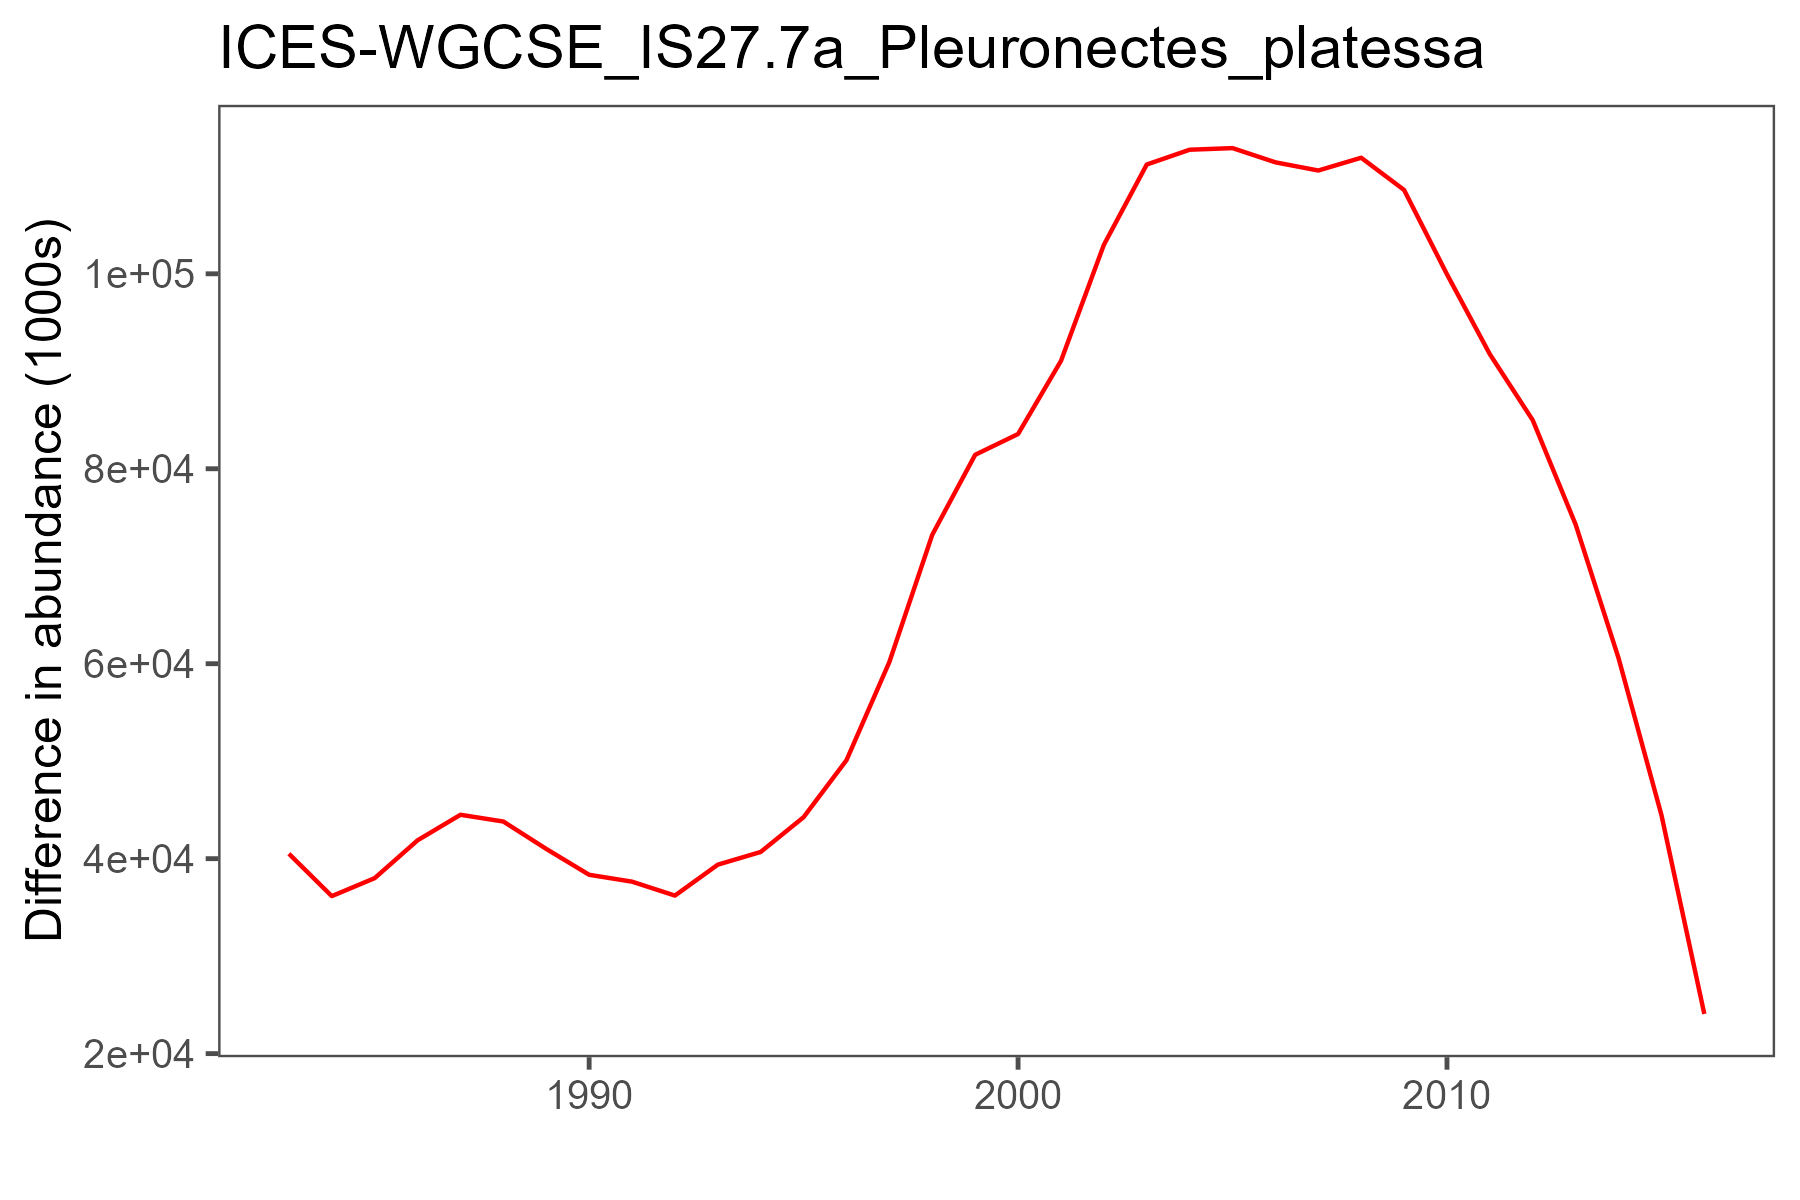 ICES-WGCSE_IS27.7a_Pleuronectes_platessa
Difference in abundance (1000s)
1e+05
8e+04
6e+04
4e+04
2e+04
1990 2000 2010